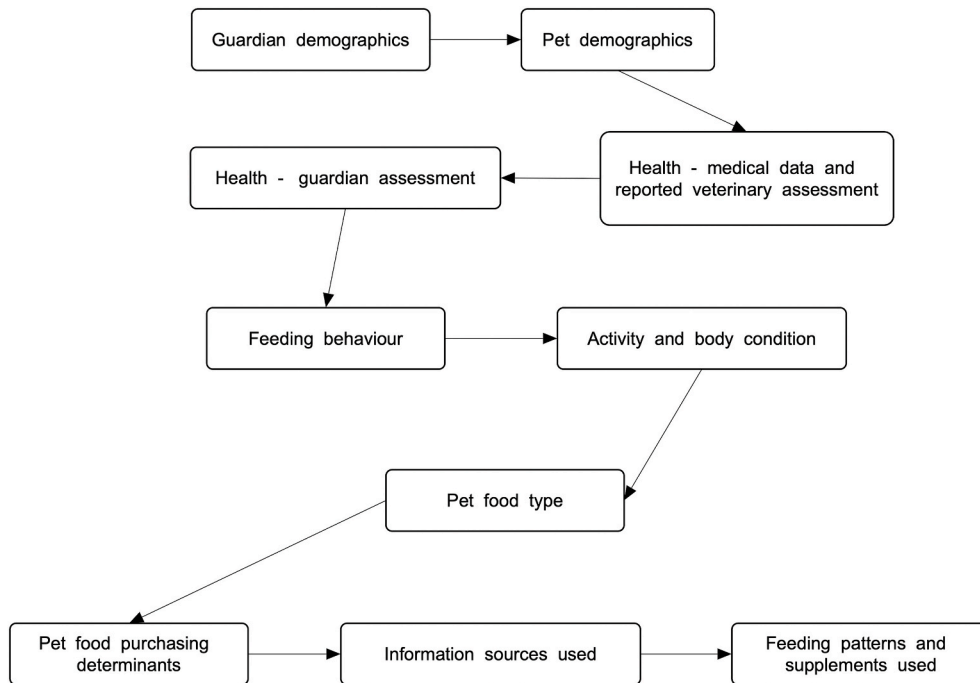 Guardian demographics
Pet demographics
Health - medical data and
reported veterinary assessment
Health - guardian assessment
Feeding behaviour
Activity and body condition
Pet food type
Pet food purchasing
determinants
Information sources used
Feeding patterns and
supplements used